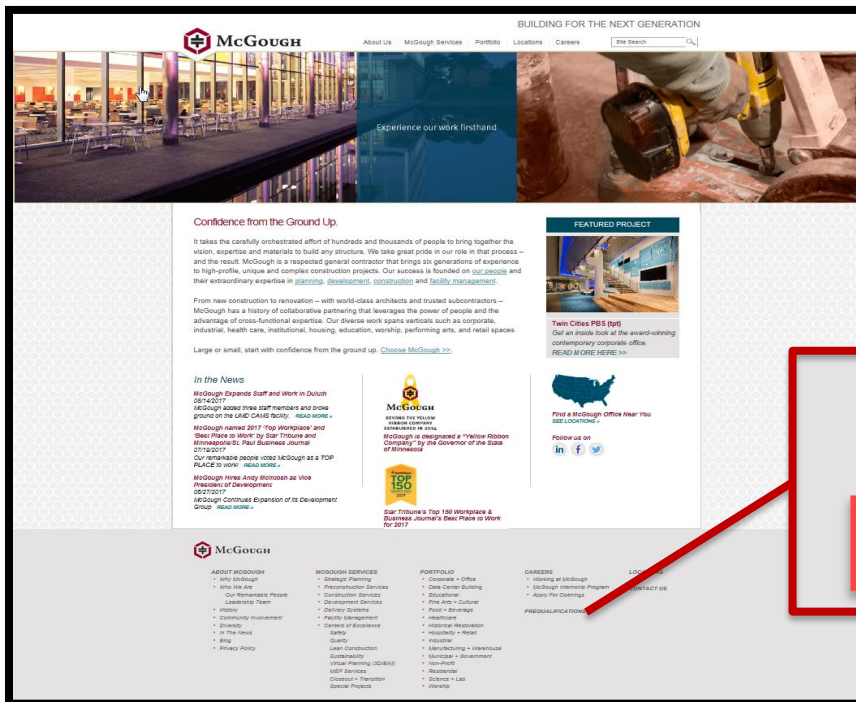 BUILDING FOR THE NEXT GENERATION
McGough
About Us McGough Services Portfolio Locations Careers Site Search
Experience our work firsthand
Confidence from the Ground Up.
It takes the carefully orchestrated effort of hundreds and thousands of people to bring together the
vision, expertise and materials to build any structure. We take great pride in our role in that process –
and the result. McGough is a respected general contractor that brings six generations of experience
to high-profile, unique and complex construction projects. Our success is founded on our people and
their extraordinary expertise in planning, development, construction and facility management.
From new construction to renovation – with world-class architects and trusted subcontractors –
McGough has a history of collaborative partnering that leverages the power of people and the
advantage of cross-functional expertise. Our diverse work spans verticals such as corporate,
industrial, health care, institutional, housing, education, worship, performing arts, and retail spaces.
Large or small, start with confidence from the ground up. Choose McGough >>.
FEATURED PROJECT
Twin Cities PBS (tpt)
Get an inside look at the award-winning
contemporary corporate office.
READ MORE HERE >>
In the News
McGough Expands Staff and Work in Duluth
08/14/2017
McGough added three staff members and broke
ground on the UMD CAMS facility. READ MORE »
McGough named 2017 'Top Workplace' and
'Best Place to Work' by Star Tribune and
Minneapolis/St. Paul Business Journal
07/19/2017
Our remarkable people voted McGough as a TOP
PLACE to work! READ MORE »
McGough Hires Andy McIntosh as Vice
President of Development
06/27/2017
McGough Continues Expansion of its Development
Group READ MORE »
McGough
BEYOND THE YELLOW
RIBBON COMPANY
ESTABLISHED IN 2014
McGough is designated a "Yellow Ribbon
Company" by the Governor of the State
of Minnesota
TOP
150
2017
Star Tribune's Top 150 Workplace &
Business Journal's Best Place to Work
for 2017
Find a McGough Office Near You
SEE LOCATIONS »
Follow us on
in f
McGough
ABOUT MCGOUGH
• Why McGough
• Who We Are
Our Remarkable People
Leadership Team
• History
• Community Involvement
• Diversity
• In The News
• Blog
• Privacy Policy
MCGOUGH SERVICES
• Strategic Planning
• Preconstruction Services
• Construction Services
• Development Services
• Delivery Systems
• Facility Management
• Centers of Excellence
Safety
Quality
Lean Construction
Sustainability
Virtual Planning (3D/BIM)
MEP Services
Closeout + Transition
Special Projects
PORTFOLIO
• Corporate + Office
• Data Center Building
• Educational
• Fine Arts + Cultural
• Food + Beverage
• Healthcare
• Historical Restoration
• Hospitality + Retail
• Industrial
• Manufacturing + Warehouse
• Municipal + Government
• Non-Profit
• Residential
• Science + Lab
• Worship
CAREERS
• Working at McGough
• McGough Internship Program
• Apply For Openings
PREQUALIFICATIONS
CONTACT US